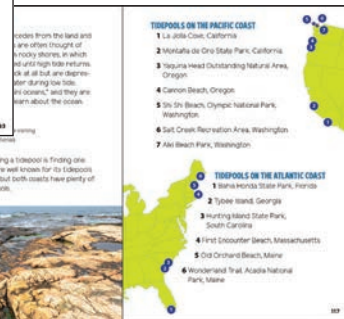 ecedes from the land and
are often thought of
rocky shores, in which
ed until high tide returns.
ck at all but are depres-
ater during low tide.
ini oceans," and they are
earn about the ocean.
ng a tidepool is finding one
e well known for its tidepools
but both coasts have plenty of
TIDEPOOLS ON THE PACIFIC COAST
1 La Jolla Cove, California
2 Montaña de Oro State Park, California
3 Yaquina Head Outstanding Natural Area,
Oregon
4 Cannon Beach, Oregon
5 Shi Shi Beach, Olympic National Park,
Washington
6 Salt Creek Recreation Area, Washington
7 Alki Beach Park, Washington
TIDEPOOLS ON THE ATLANTIC COAST
1 Bahia Honda State Park, Florida
2 Tybee Island, Georgia
3 Hunting Island State Park,
South Carolina
4 First Encounter Beach, Massachusetts
5 Old Orchard Beach, Maine
6 Wonderland Trail, Acadia National
Park, Maine
117